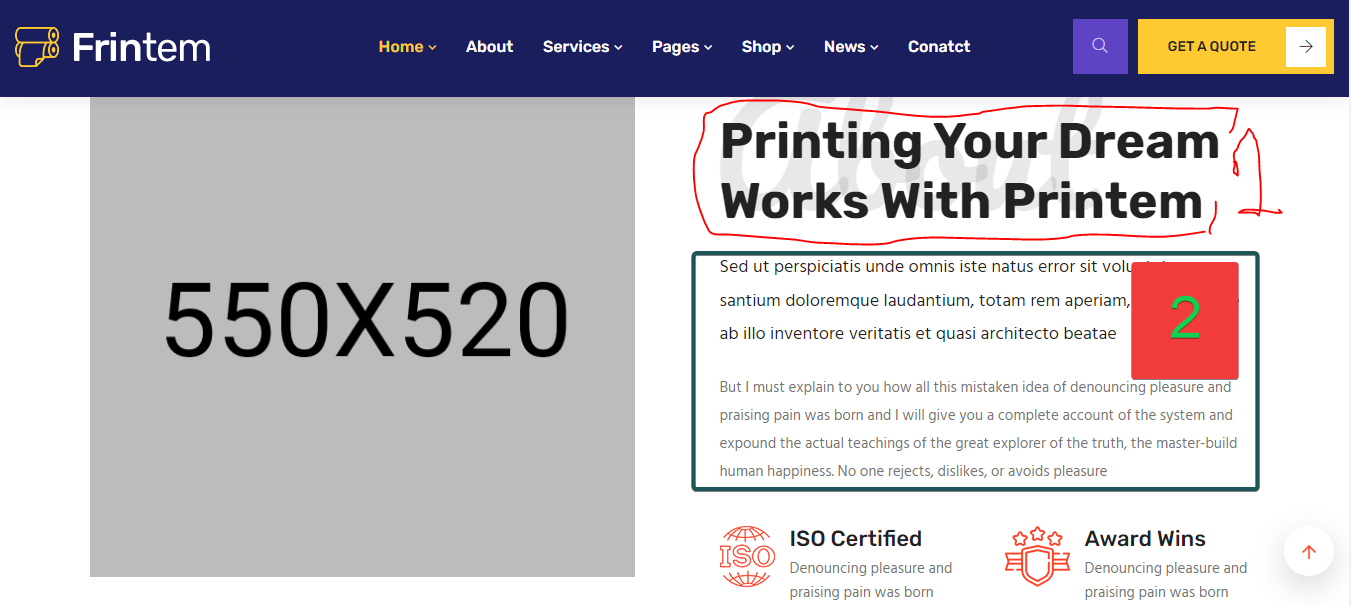 Frintem
Home About Services Pages Shop News Conatct
GET A QUOTE
550X520
About
Printing Your Dream
Works With Printem
1
Sed ut perspiciatis unde omnis iste natus error sit
santium doloremque laudantium, totam rem aperiam,
ab illo inventore veritatis et quasi architecto beatae
2
But I must explain to you how all this mistaken idea of denouncing pleasure and
praising pain was born and I will give you a complete account of the system and
expound the actual teachings of the great explorer of the truth, the master-build
human happiness. No one rejects, dislikes, or avoids pleasure
ISO
ISO Certified
Denouncing pleasure and
praising pain was born
Award Wins
Denouncing pleasure and
praising pain was born